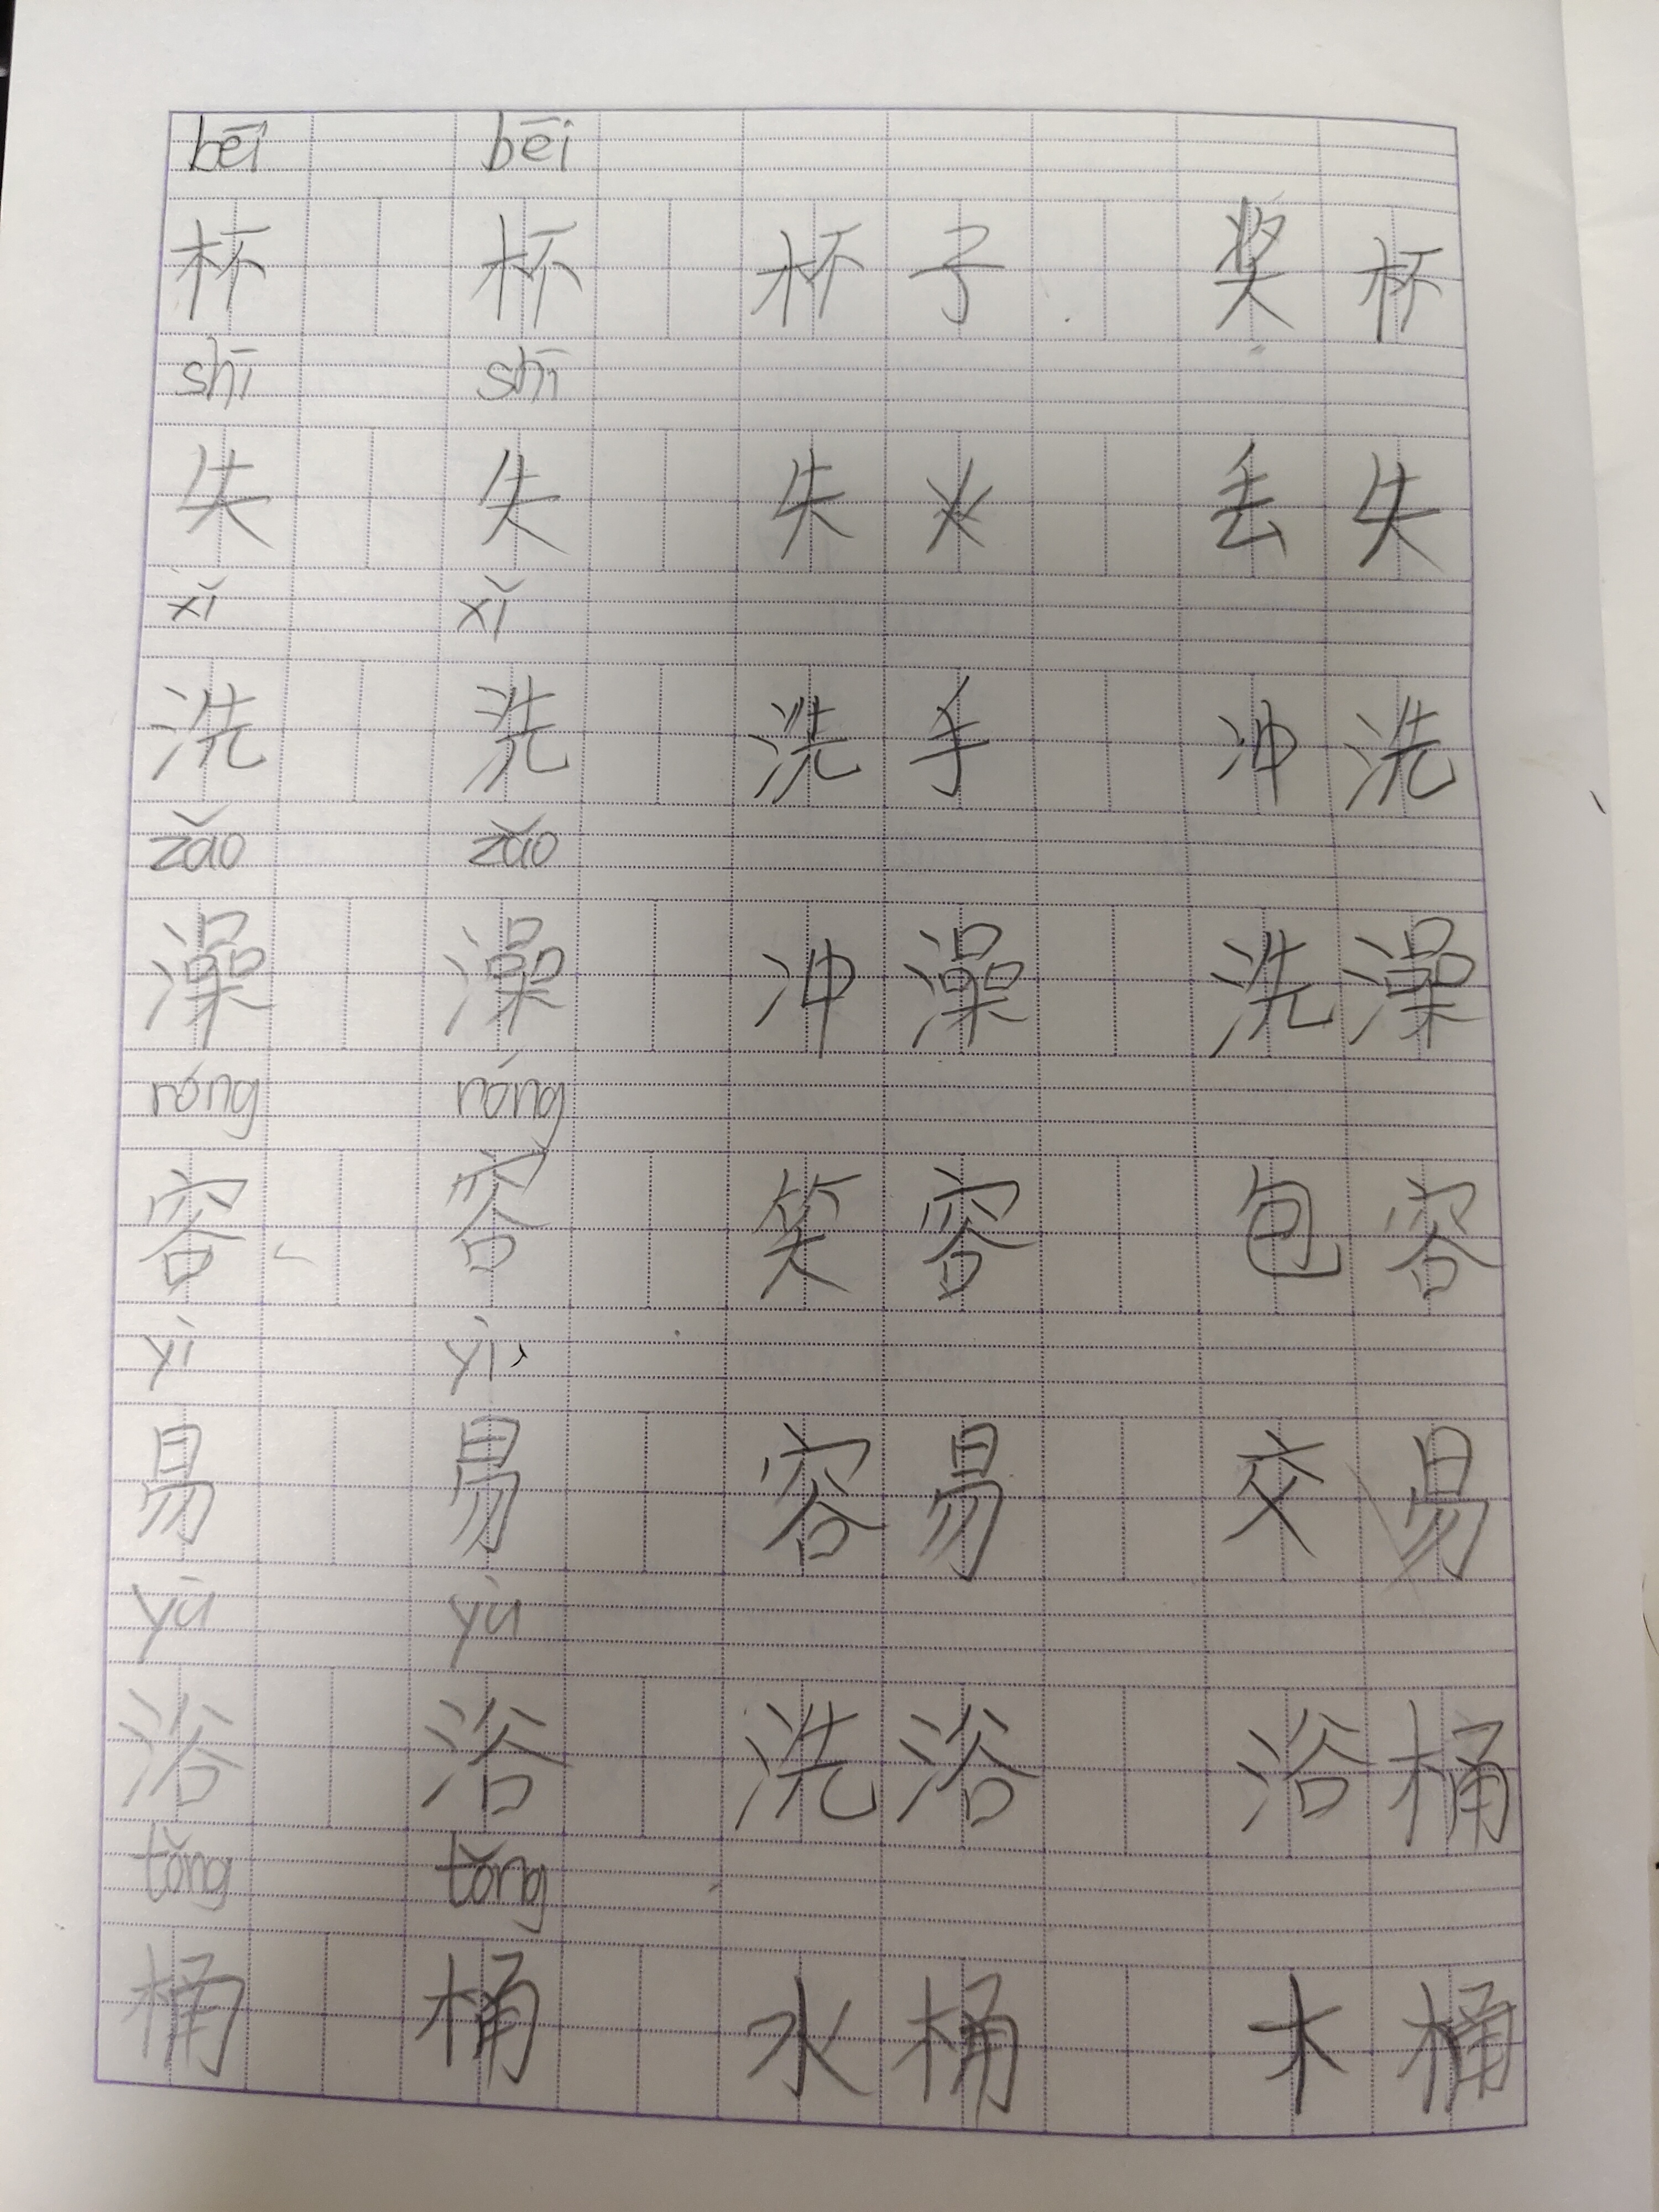 bēi bēi
杯 杯 杯子 奖杯
shī shī
失 失 失火 丢失
xǐ xǐ
洗 洗 洗手 冲洗
zǎo zǎo
澡 澡 冲澡 洗澡
róng róng
容 容 笑容 包容
yì yì
易 易 容易 交易
yù yù
浴 浴 洗浴 浴桶
tǒng tǒng
桶 桶 水桶 木桶